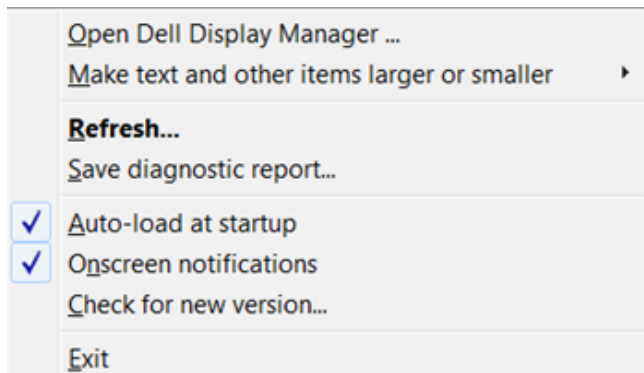 Open Dell Display Manager ...
Make text and other items larger or smaller
Refresh...
Save diagnostic report...
Auto-load at startup
Onscreen notifications
Check for new version...
Exit